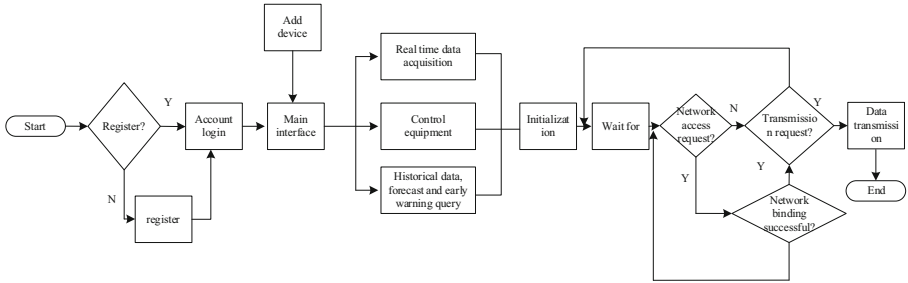 Add
device
Real time data
acquisition
Start
Register?
Y
N
register
Account
login
Main
interface
Control
equipment
Historical data,
forecast and early
warning query
Initializat
ion
Wait for
Network
access
request?
N
Y
Transmissio
n request?
Y
Y
Network
binding
successful?
Data
transmissi
on
End